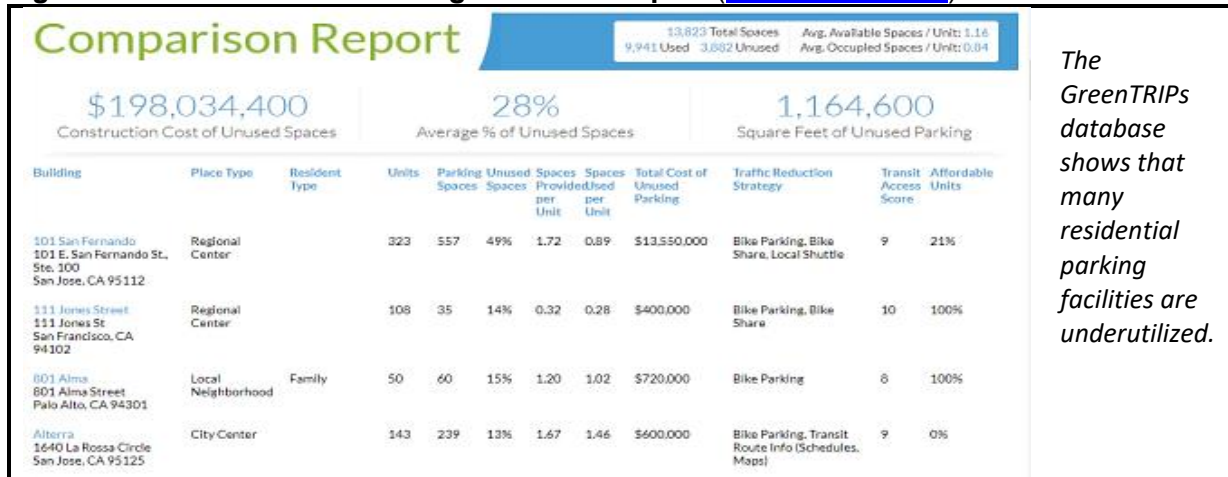 Comparison Report
13,823 Total Spaces Avg. Available Spaces / Unit: 1.16
9,941 Used 3,882 Unused Avg. Occupied Spaces / Unit: 0.84
$198,034,400
Construction Cost of Unused Spaces
28%
Average % of Unused Spaces
1,164,600
Square Feet of Unused Parking
Building Place Type Resident Units Parking Unused Spaces Spaces Total Cost of Traffic Reduction Transit Affordable
Type Spaces Spaces Provided Used Unused Strategy Access Units
per per Parking Score
Unit Unit
101 San Fernando Regional 323 557 49% 1.72 0.89 $13,550,000 Bike Parking, Bike 9 21%
101 E. San Fernando St., Center Share, Local Shuttle
Ste. 100
San Jose, CA 95112
111 Jones Street Regional 108 35 14% 0.32 0.28 $400,000 Bike Parking, Bike 10 100%
111 Jones St Center Share
San Francisco, CA
94102
801 Alma Local Family 50 60 15% 1.20 1.02 $720,000 Bike Parking 8 100%
801 Alma Street Neighborhood
Palo Alto, CA 94301
Alterra City Center 143 239 13% 1.67 1.46 $600,000 Bike Parking, Transit 9 0%
1640 La Rossa Circle Route Info (Schedules,
San Jose, CA 95125 Maps)
The
GreenTRIPs
database
shows that
many
residential
parking
facilities are
underutilized.